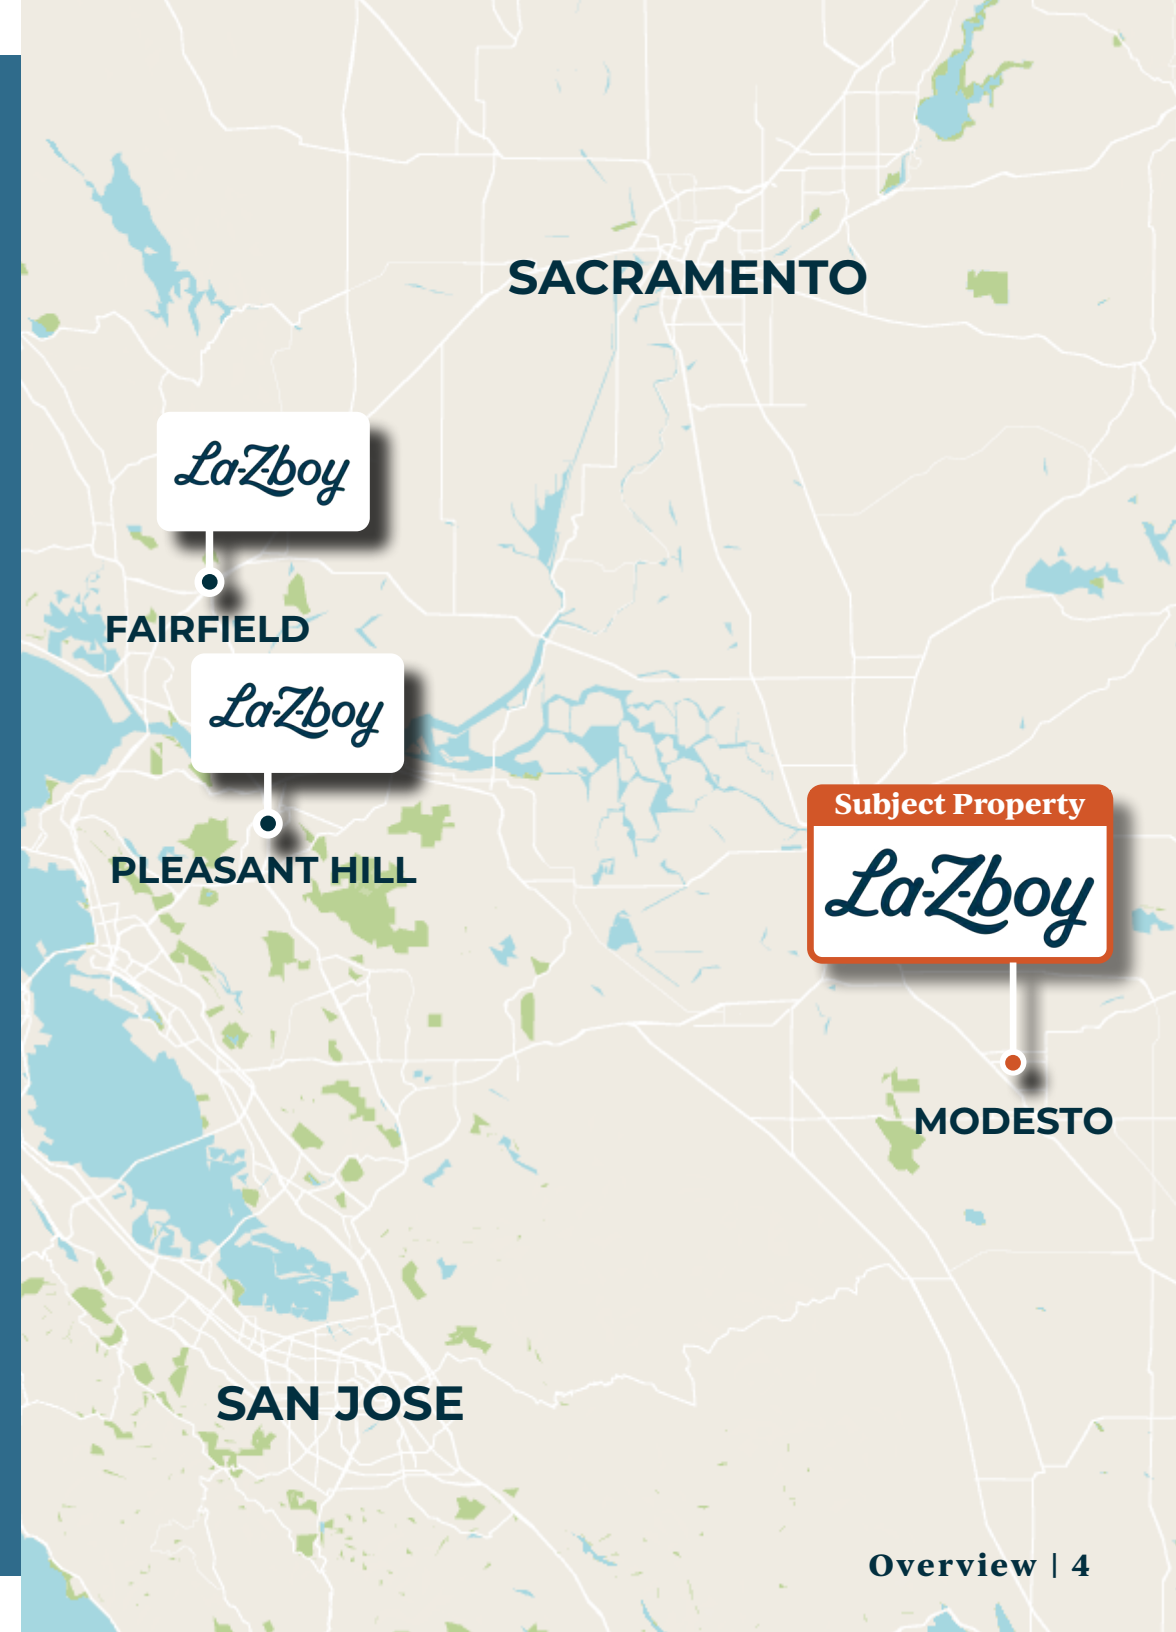 SACRAMENTO
La-Z-boy
FAIRFIELD
La-Z-boy
PLEASANT HILL
Subject Property
La-Z-boy
MODESTO
SAN JOSE
Overview | 4